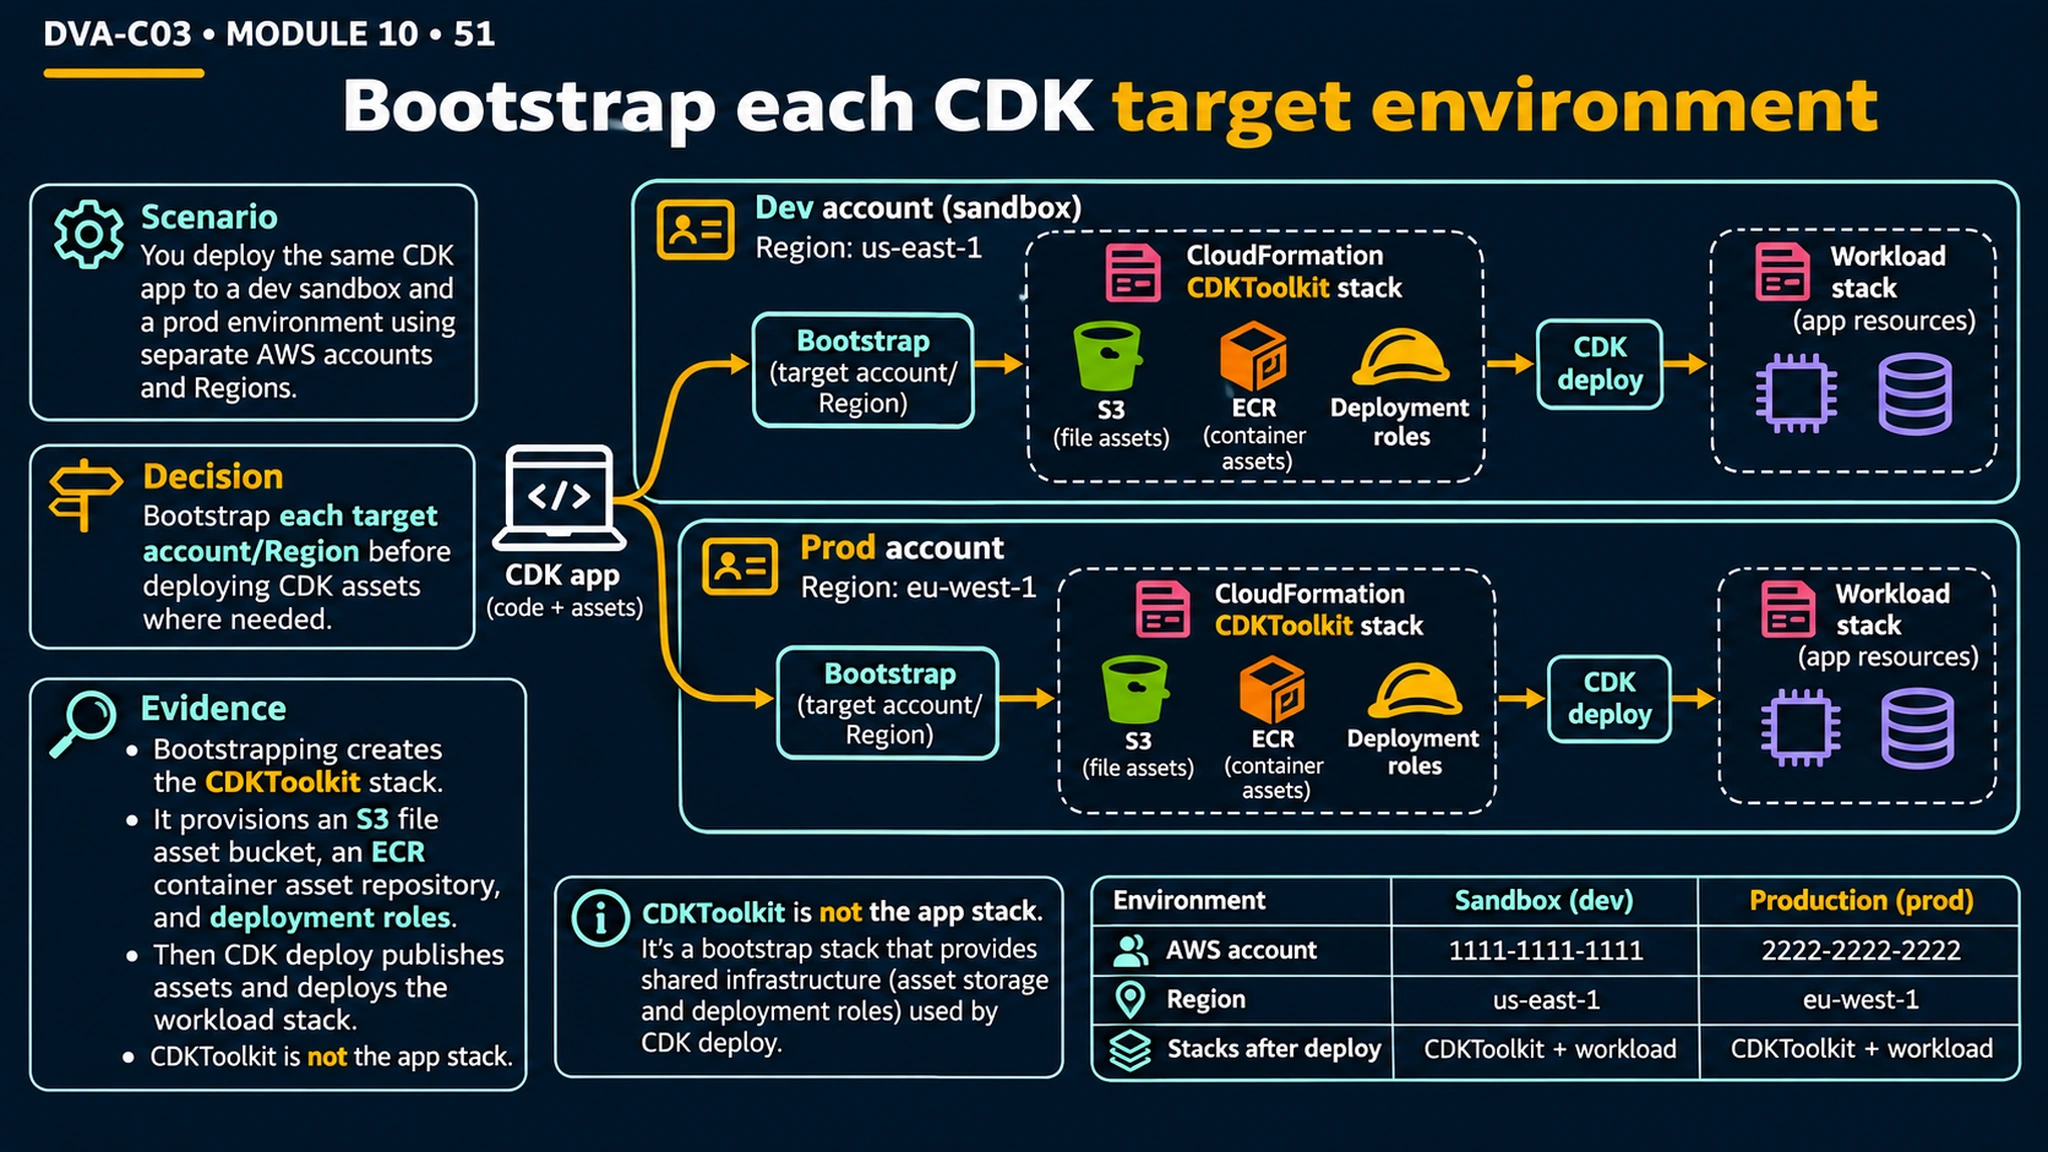 DVA-C03 • MODULE 10 • 51
Bootstrap each CDK target environment
Scenario
You deploy the same CDK
app to a dev sandbox and
a prod environment using
separate AWS accounts
and Regions.
Decision
Bootstrap each target
account/Region before
deploying CDK assets
where needed.
Evidence
• Bootstrapping creates
the CDKToolkit stack.
• It provisions an S3 file
asset bucket, an ECR
container asset repository,
and deployment roles.
• Then CDK deploy publishes
assets and deploys the
workload stack.
• CDKToolkit is not the app stack.
</>
CDK app
(code + assets)
Dev account (sandbox)
Region: us-east-1
Bootstrap
(target account/
Region)
CloudFormation
CDKToolkit stack
S3
(file assets)
ECR
(container
assets)
Deployment
roles
CDK
deploy
Workload
stack
(app resources)
Prod account
Region: eu-west-1
Bootstrap
(target account/
Region)
CloudFormation
CDKToolkit stack
S3
(file assets)
ECR
(container
assets)
Deployment
roles
CDK
deploy
Workload
stack
(app resources)
i
CDKToolkit is not the app stack.
It's a bootstrap stack that provides
shared infrastructure (asset storage
and deployment roles) used by
CDK deploy.
Environment Sandbox (dev) Production (prod)
AWS account 1111-1111-1111 2222-2222-2222
Region us-east-1 eu-west-1
Stacks after deploy CDKToolkit + workload CDKToolkit + workload